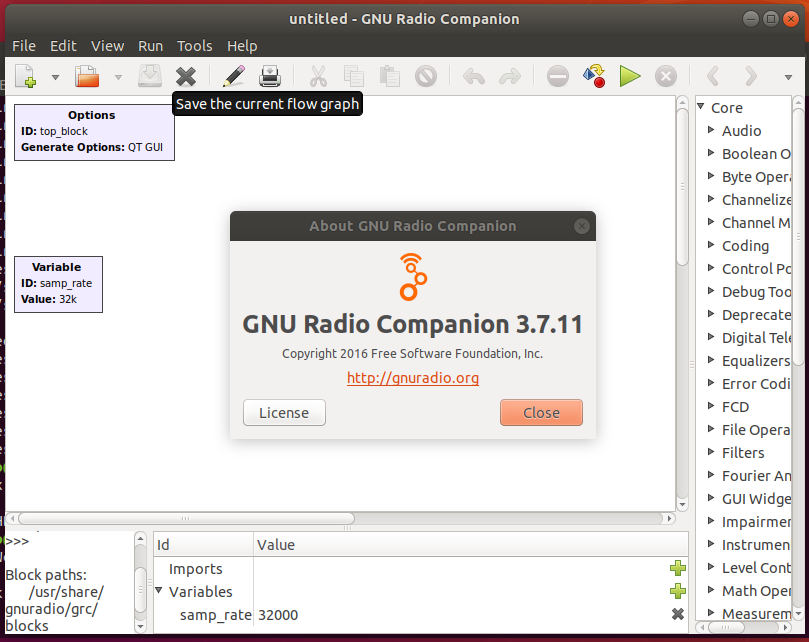 untitled - GNU Radio Companion
File Edit View Run Tools Help
Save the current flow graph
Options
ID: top_block
Generate Options: QT GUI
Variable
ID: samp_rate
Value: 32k
About GNU Radio Companion
GNU Radio Companion 3.7.11
Copyright 2016 Free Software Foundation, Inc.
http://gnuradio.org
License Close
Core
Audio
Boolean O
Byte Opera
Channelize
Channel M
Coding
Control Po
Debug Too
Deprecate
Digital Tele
Equalizers
Error Codi
FCD
File Opera
Filters
Fourier An
GUI Widge
Impairmen
Instrumen
Level Cont
Math Oper
Measurem
>>>
Block paths:
/usr/share/
gnuradio/grc/
blocks
Id Value
Imports
Variables
samp_rate 32000